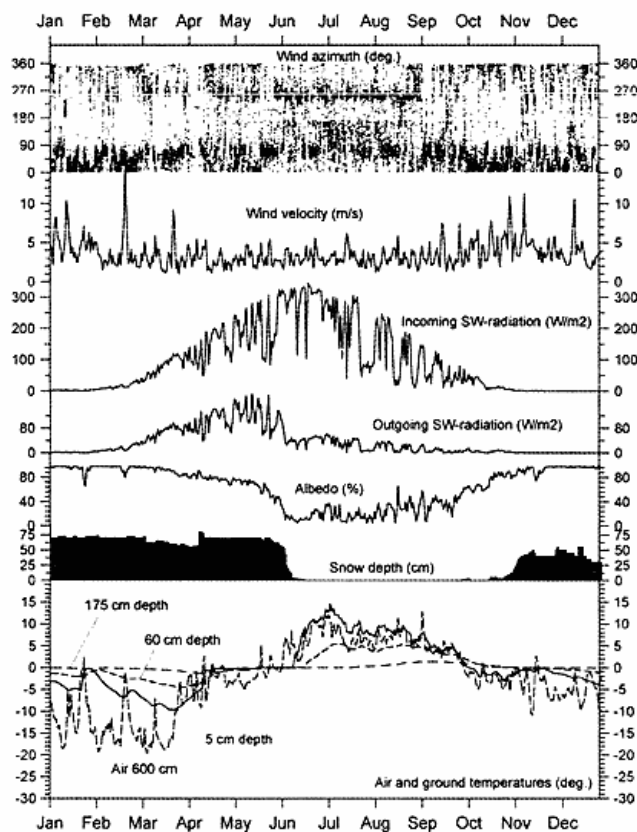 Jan Feb Mar Apr May Jun Jul Aug Sep Oct Nov Dec
Wind azimuth (deg.)
360 360
270 270
180 180
90 90
0 0
Wind velocity (m/s)
10 10
5 5
0 0
300 300
Incoming SW-radiation (W/m2)
200 200
100 100
0 0
Outgoing SW-radiation (W/m2)
80 80
0 0
80 80
Albedo (%)
40 40
0 0
75 75
50 50
25 25
Snow depth (cm)
0 0
15 15
175 cm depth
10 10
60 cm depth
5 5
0 0
-5 -5
-10 -10
5 cm depth
-15 -15
Air 600 cm
-20 -20
-25 -25
Air and ground temperatures (deg.)
-30 -30
Jan Feb Mar Apr May Jun Jul Aug Sep Oct Nov Dec